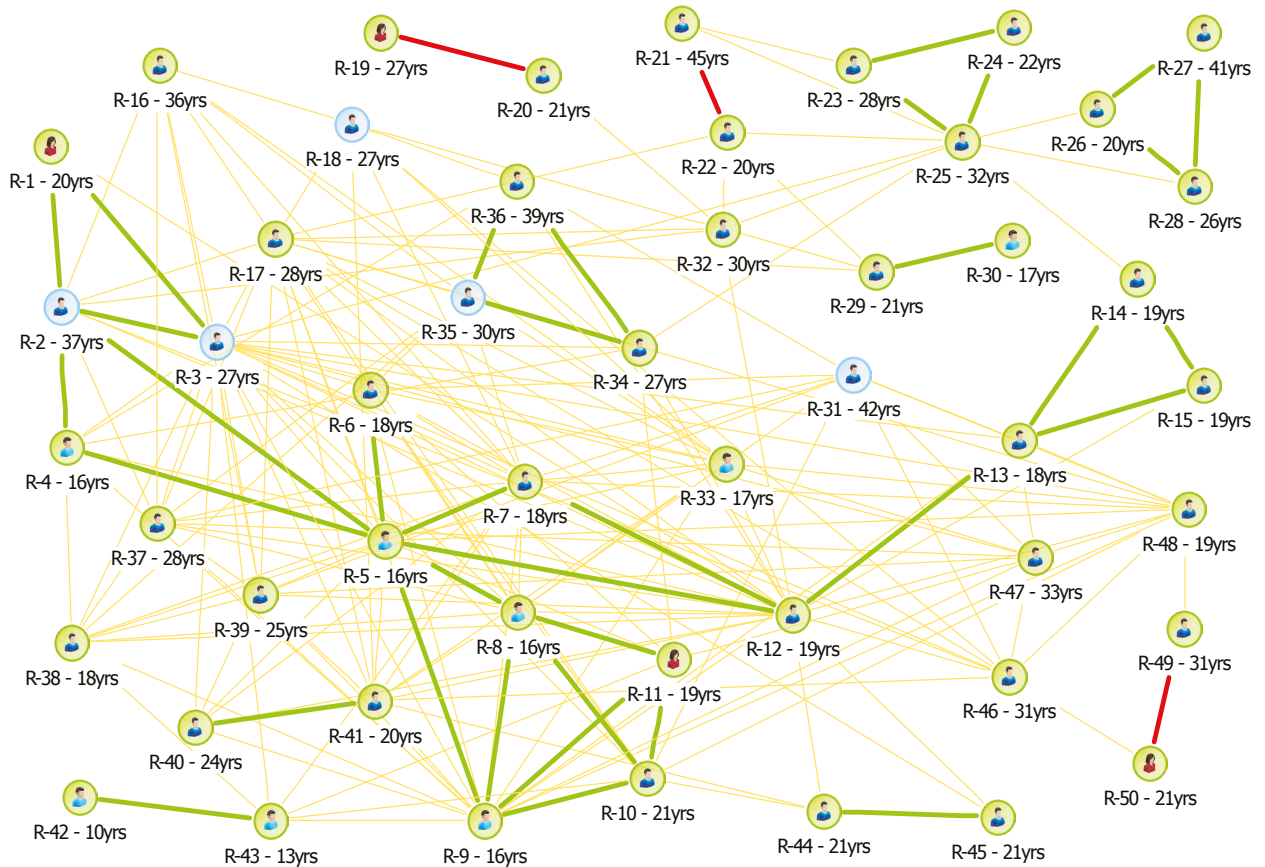 R-19 - 27yrs
R-21 - 45yrs
R-24 - 22yrs
R-27 - 41yrs
R-16 - 36yrs
R-20 - 21yrs
R-23 - 28yrs
R-18 - 27yrs
R-22 - 20yrs
R-26 - 20yrs
R-25 - 32yrs
R-1 - 20yrs
R-36 - 39yrs
R-28 - 26yrs
R-17 - 28yrs
R-32 - 30yrs
R-30 - 17yrs
R-29 - 21yrs
R-14 - 19yrs
R-2 - 37yrs
R-35 - 30yrs
R-3 - 27yrs
R-34 - 27yrs
R-31 - 42yrs
R-15 - 19yrs
R-6 - 18yrs
R-13 - 18yrs
R-4 - 16yrs
R-33 - 17yrs
R-7 - 18yrs
R-48 - 19yrs
R-37 - 28yrs
R-5 - 16yrs
R-47 - 33yrs
R-39 - 25yrs
R-8 - 16yrs
R-12 - 19yrs
R-49 - 31yrs
R-38 - 18yrs
R-11 - 19yrs
R-46 - 31yrs
R-41 - 20yrs
R-40 - 24yrs
R-50 - 21yrs
R-10 - 21yrs
R-42 - 10yrs
R-43 - 13yrs
R-9 - 16yrs
R-44 - 21yrs
R-45 - 21yrs